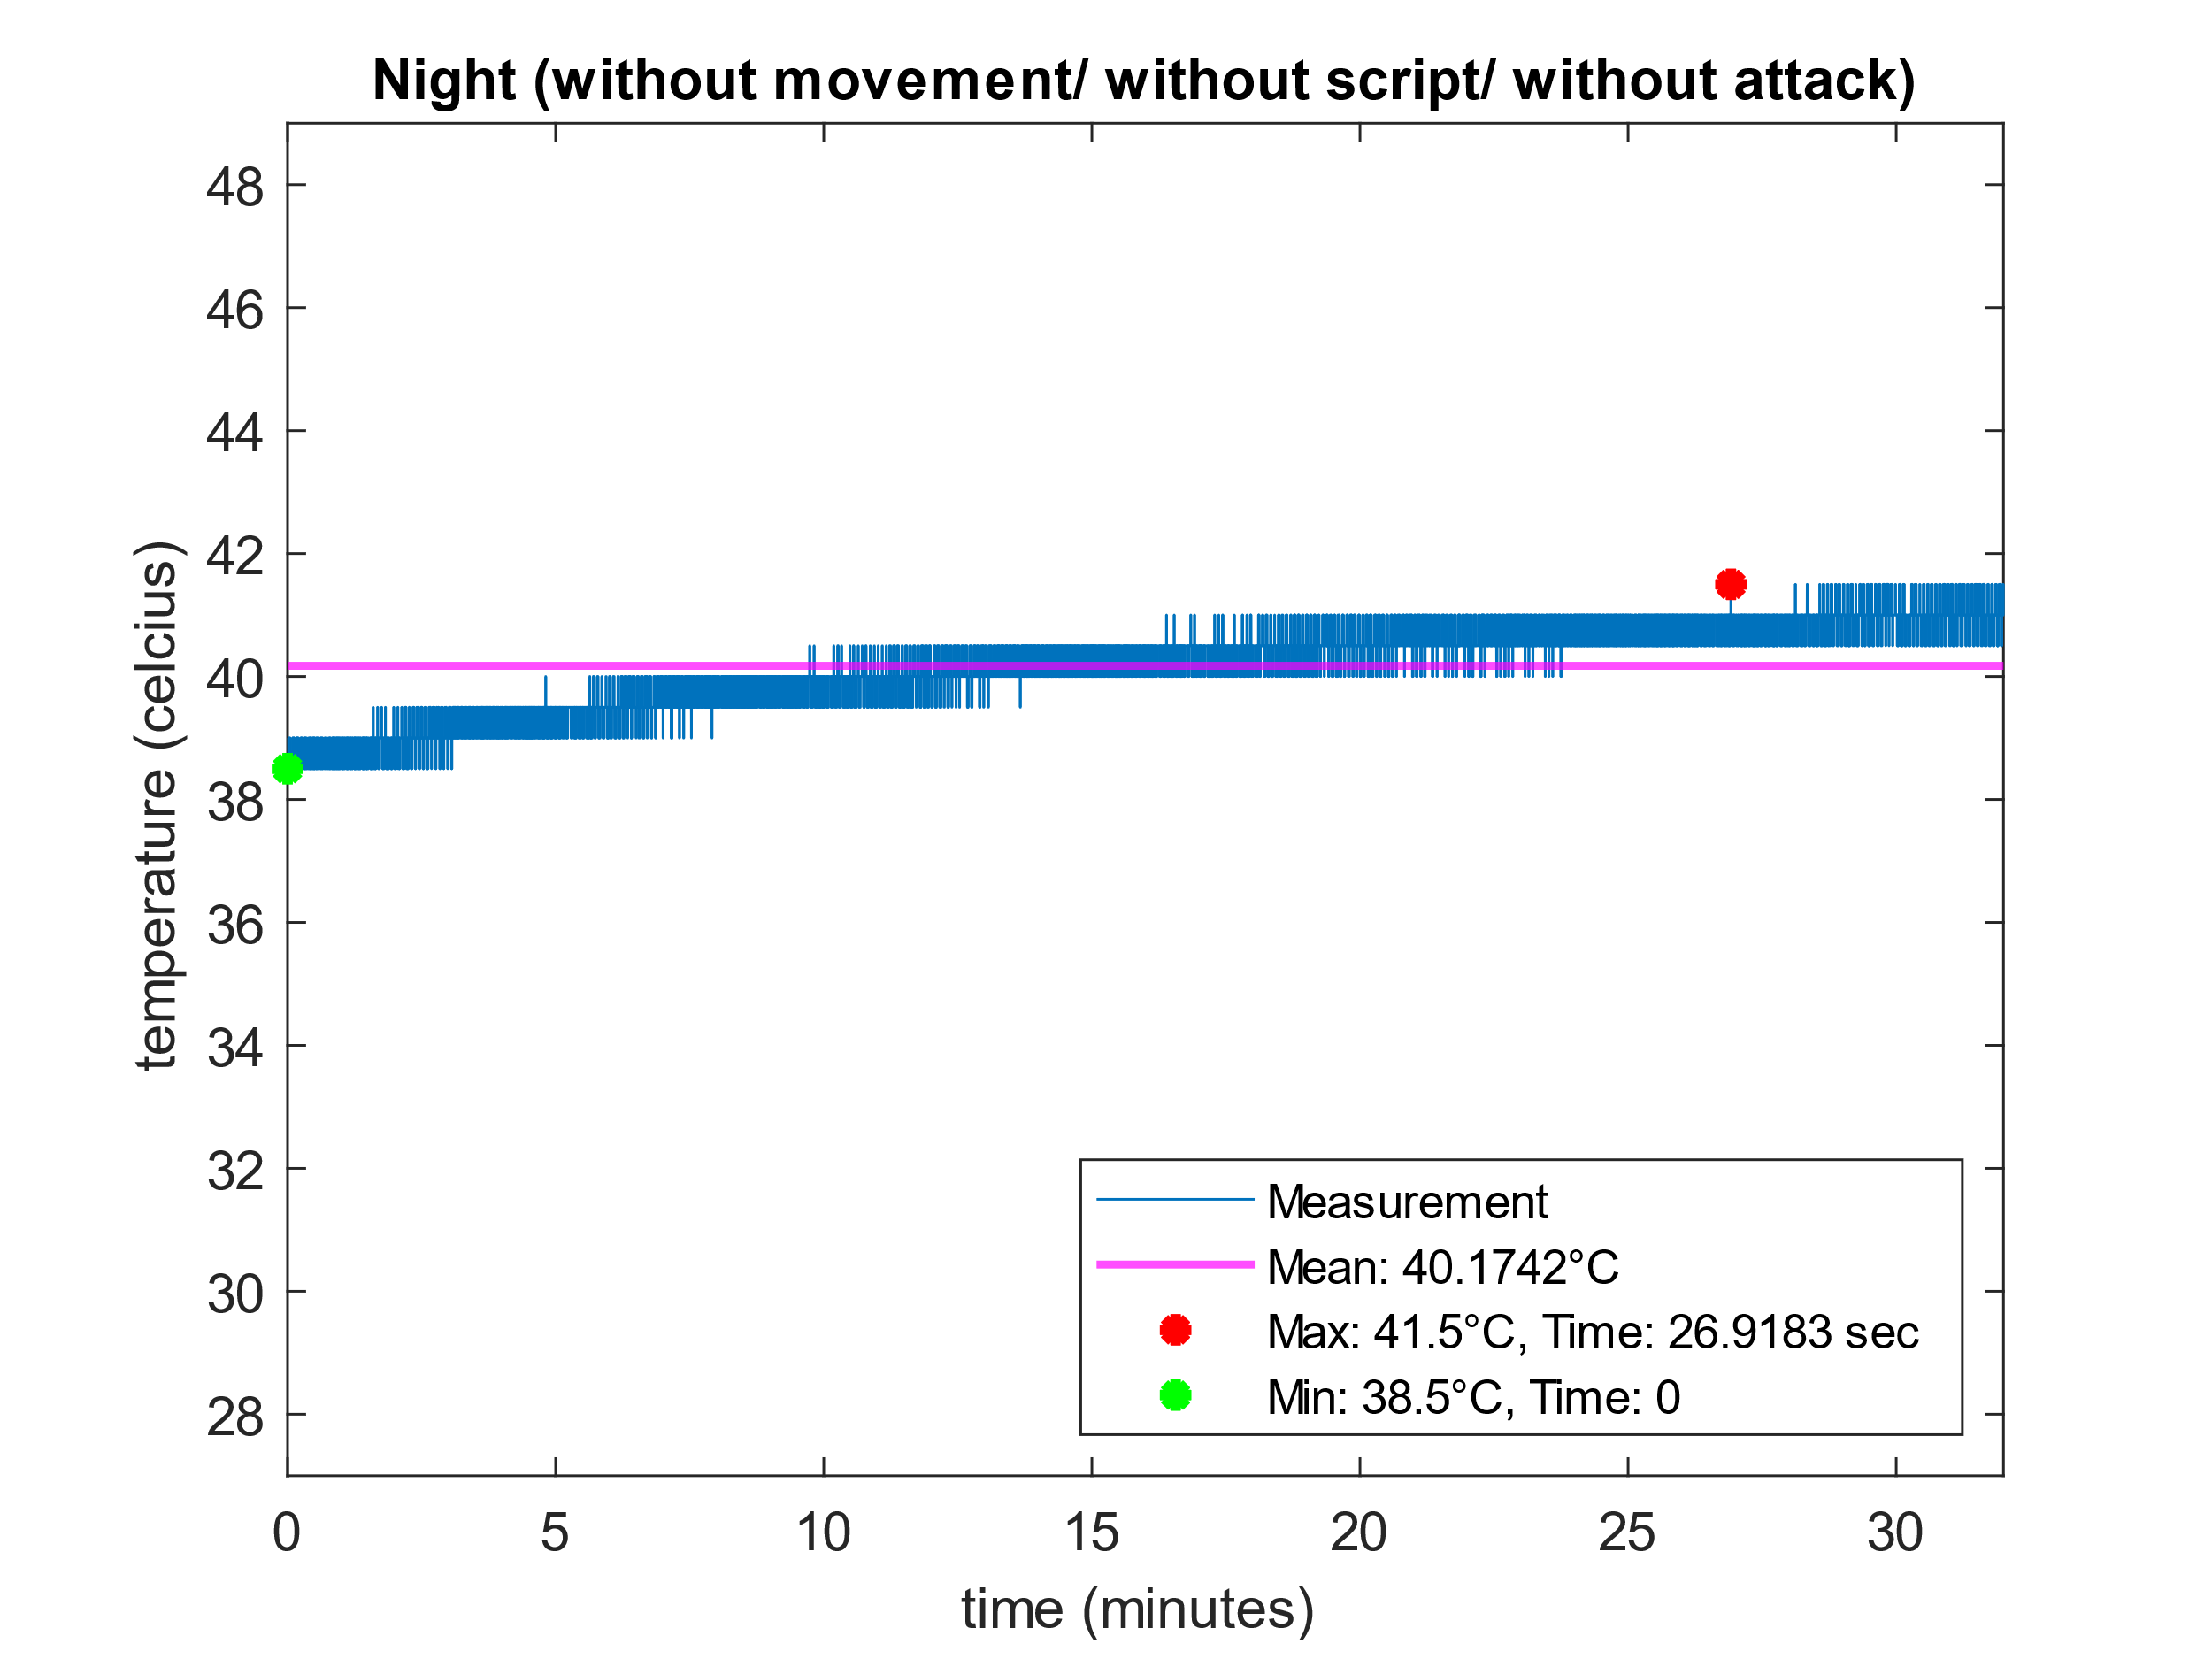 Night (without movement/ without script/ without attack)
48
46
44
42
40
38
36
34
32
30
28
temperature (celcius)
Measurement
Mean: 40.1742°C
Max: 41.5°C, Time: 26.9183 sec
Min: 38.5°C, Time: 0
0 5 10 15 20 25 30
time (minutes)